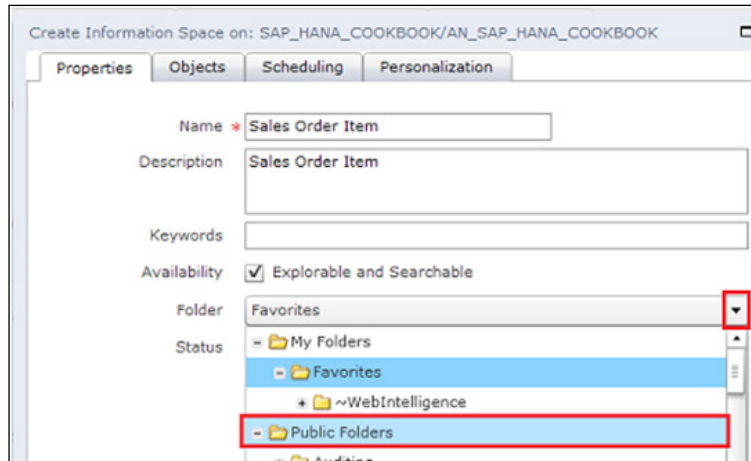 Create Information Space on: SAP_HANA_COOKBOOK/AN_SAP_HANA_COOKBOOK
Properties Objects Scheduling Personalization
Name * Sales Order Item
Description Sales Order Item
Keywords
Availability Explorable and Searchable
Folder Favorites
Status My Folders
Favorites
~WebIntelligence
Public Folders
Auditing